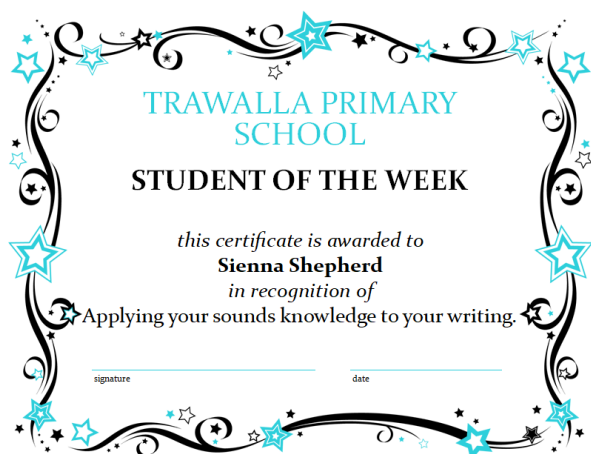 TRAWALLA PRIMARY
SCHOOL
STUDENT OF THE WEEK
this certificate is awarded to
Sienna Shepherd
in recognition of
Applying your sounds knowledge to your writing.
signature
date